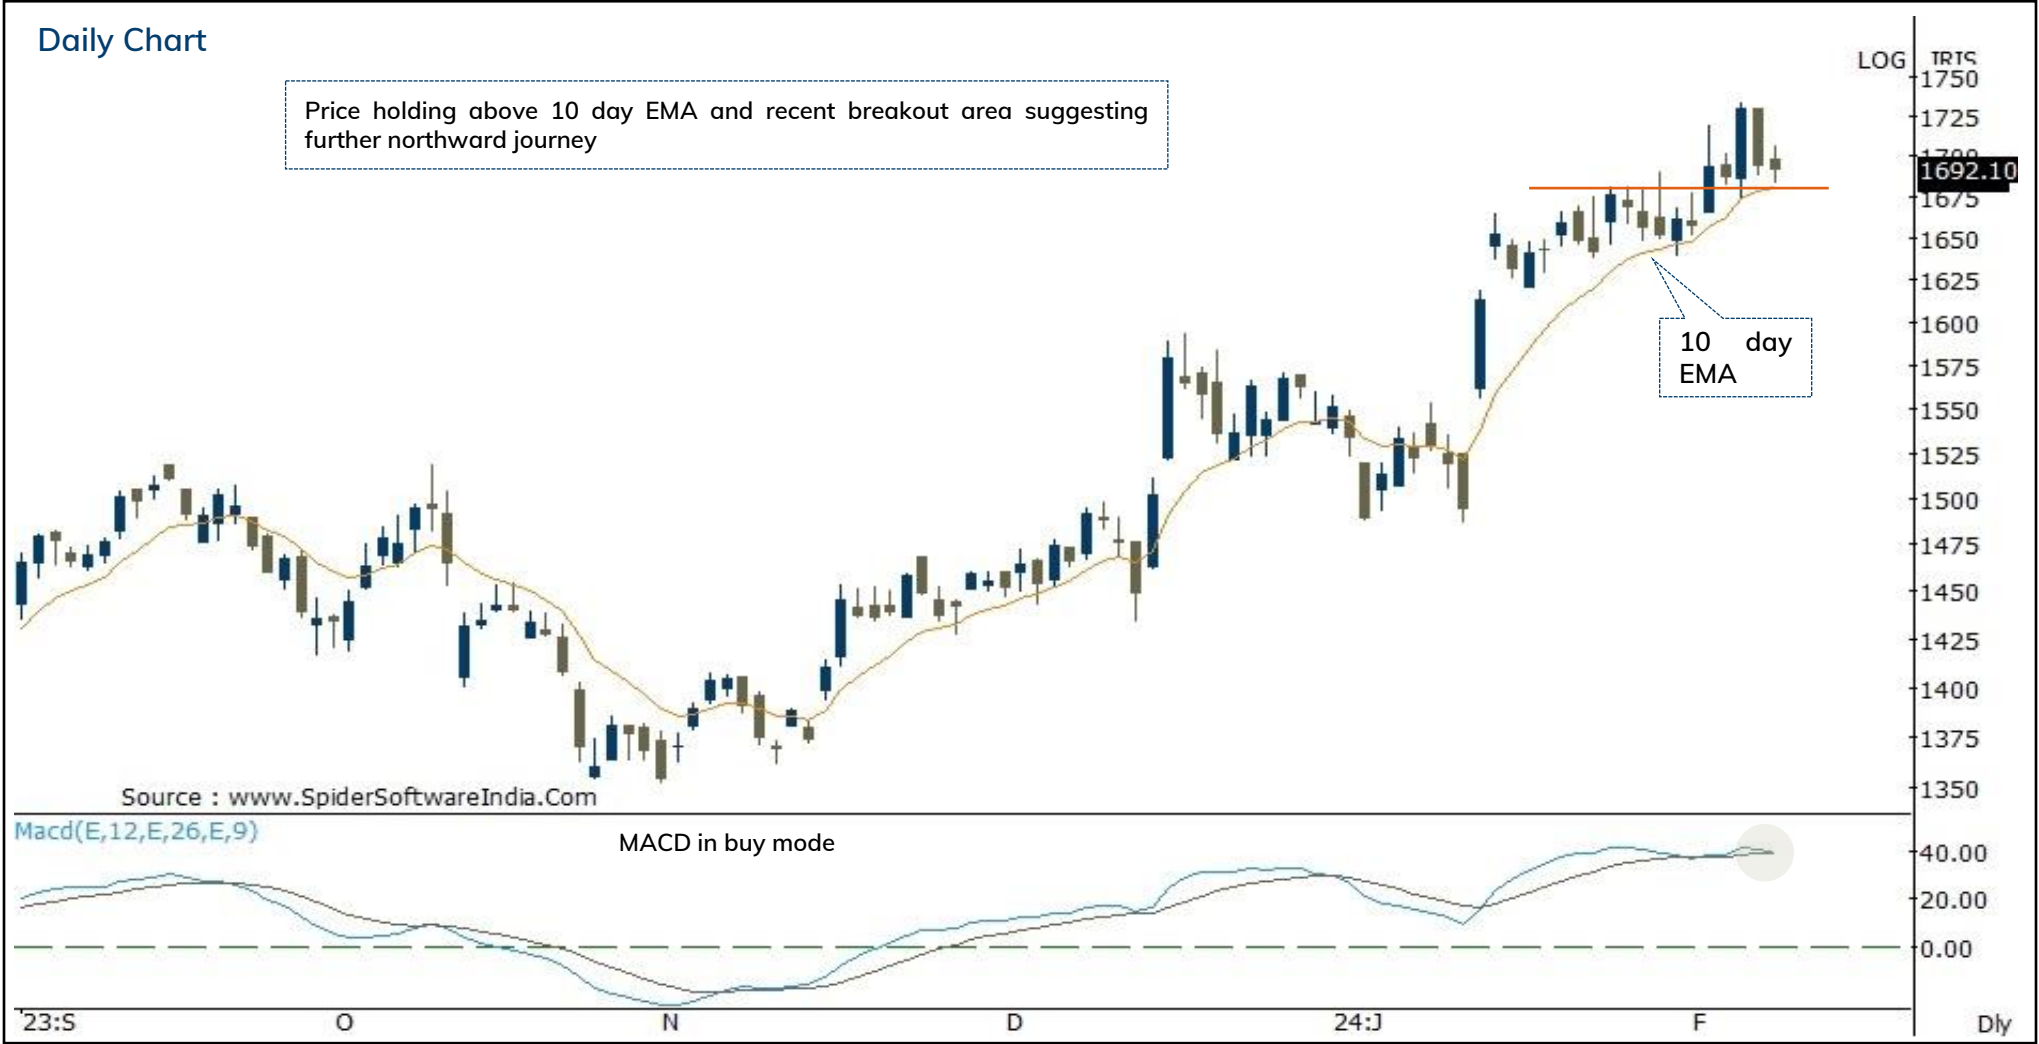 Daily Chart
LOG IRIS
Price holding above 10 day EMA and recent breakout area suggesting
further northward journey
1750
1725
1700
1692.10
1675
1650
1625
1600
1575
1550
1525
1500
1475
1450
1425
1400
1375
1350
10 day
EMA
Source : www.SpiderSoftwareIndia.Com
Macd(E,12,E,26,E,9)
MACD in buy mode
40.00
20.00
0.00
23:S O N D 24:J F Dly